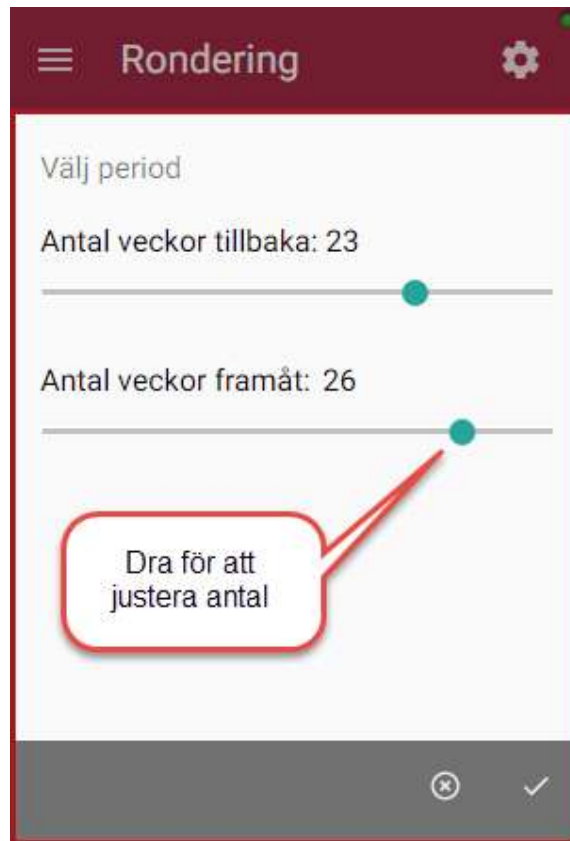 Rondering
Välj period
Antal veckor tillbaka: 23
Antal veckor framåt: 26
Dra för att
justera antal